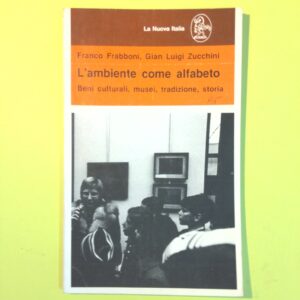 La Nuova Italia
Franco Frabboni, Gian Luigi Zucchini
L'ambiente come alfabeto
Beni culturali, musei, tradizione, storia